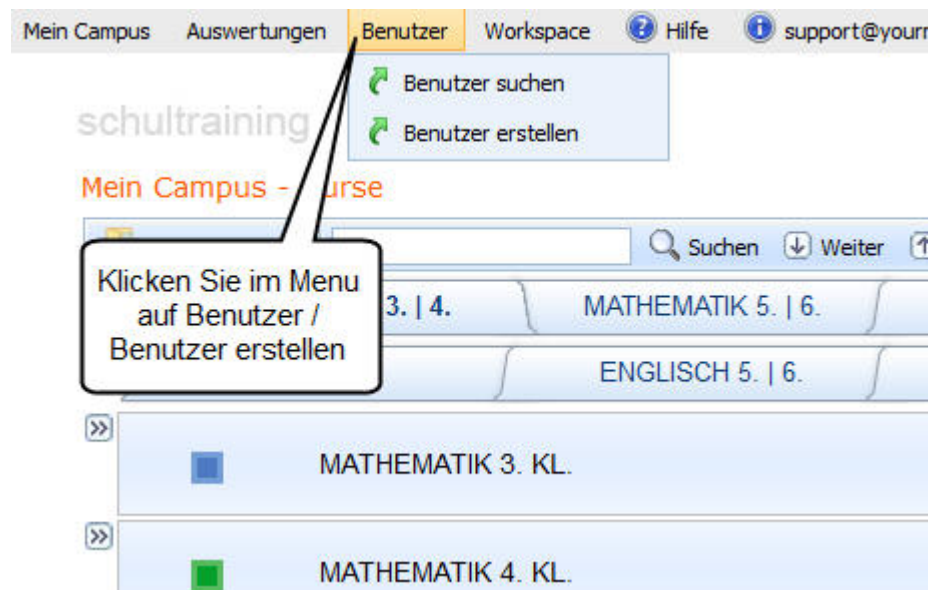 Mein Campus Auswertungen Benutzer Workspace Hilfe support@yourr
Benutzer suchen
schultraining
Benutzer erstellen
Mein Campus - urse
Suchen Weiter
Klicken Sie im Menu
auf Benutzer /
Benutzer erstellen
3. | 4. MATHEMATIK 5. | 6.
ENGLISCH 5. | 6.
MATHEMATIK 3. KL.
MATHEMATIK 4. KL.